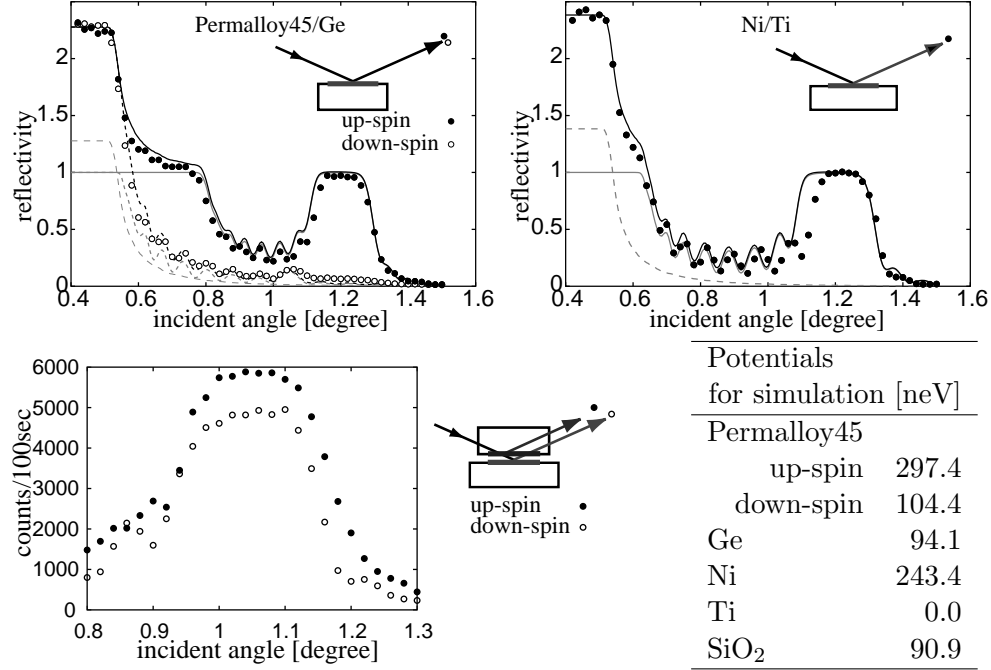 Permalloy45/Ge
up-spin
down-spin
reflectivity
2
1.5
1
0.5
0
0.4 0.6 0.8 1 1.2 1.4 1.6
incident angle [degree]
Ni/Ti
reflectivity
2
1.5
1
0.5
0
0.4 0.6 0.8 1 1.2 1.4 1.6
incident angle [degree]
counts/100sec
6000
5000
4000
3000
2000
1000
0
0.8 0.9 1 1.1 1.2 1.3
incident angle [degree]
up-spin
down-spin
Potentials
for simulation [neV]
Permalloy45
up-spin 297.4
down-spin 104.4
Ge 94.1
Ni 243.4
Ti 0.0
SiO₂ 90.9